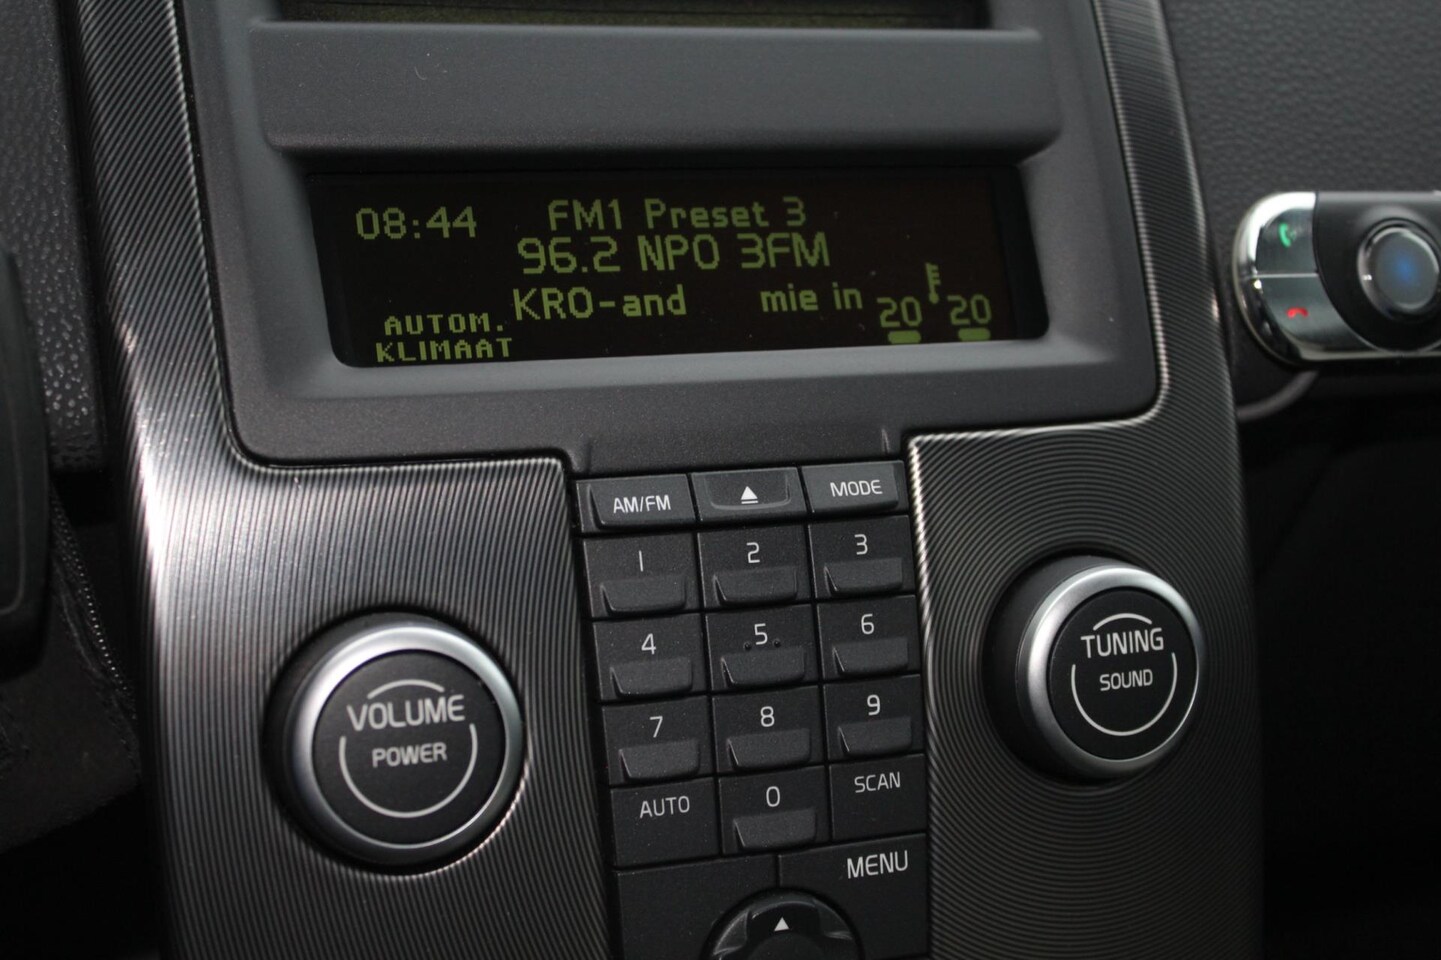 08:44 FM1 Preset 3
96.2 NPO 3FM
KRO-and mie in
AUTOM. 20 20
KLIMAAT
AM/FM MODE
1 2 3
4 5 6
7 8 9
AUTO 0 SCAN
MENU
VOLUME
POWER
TUNING
SOUND